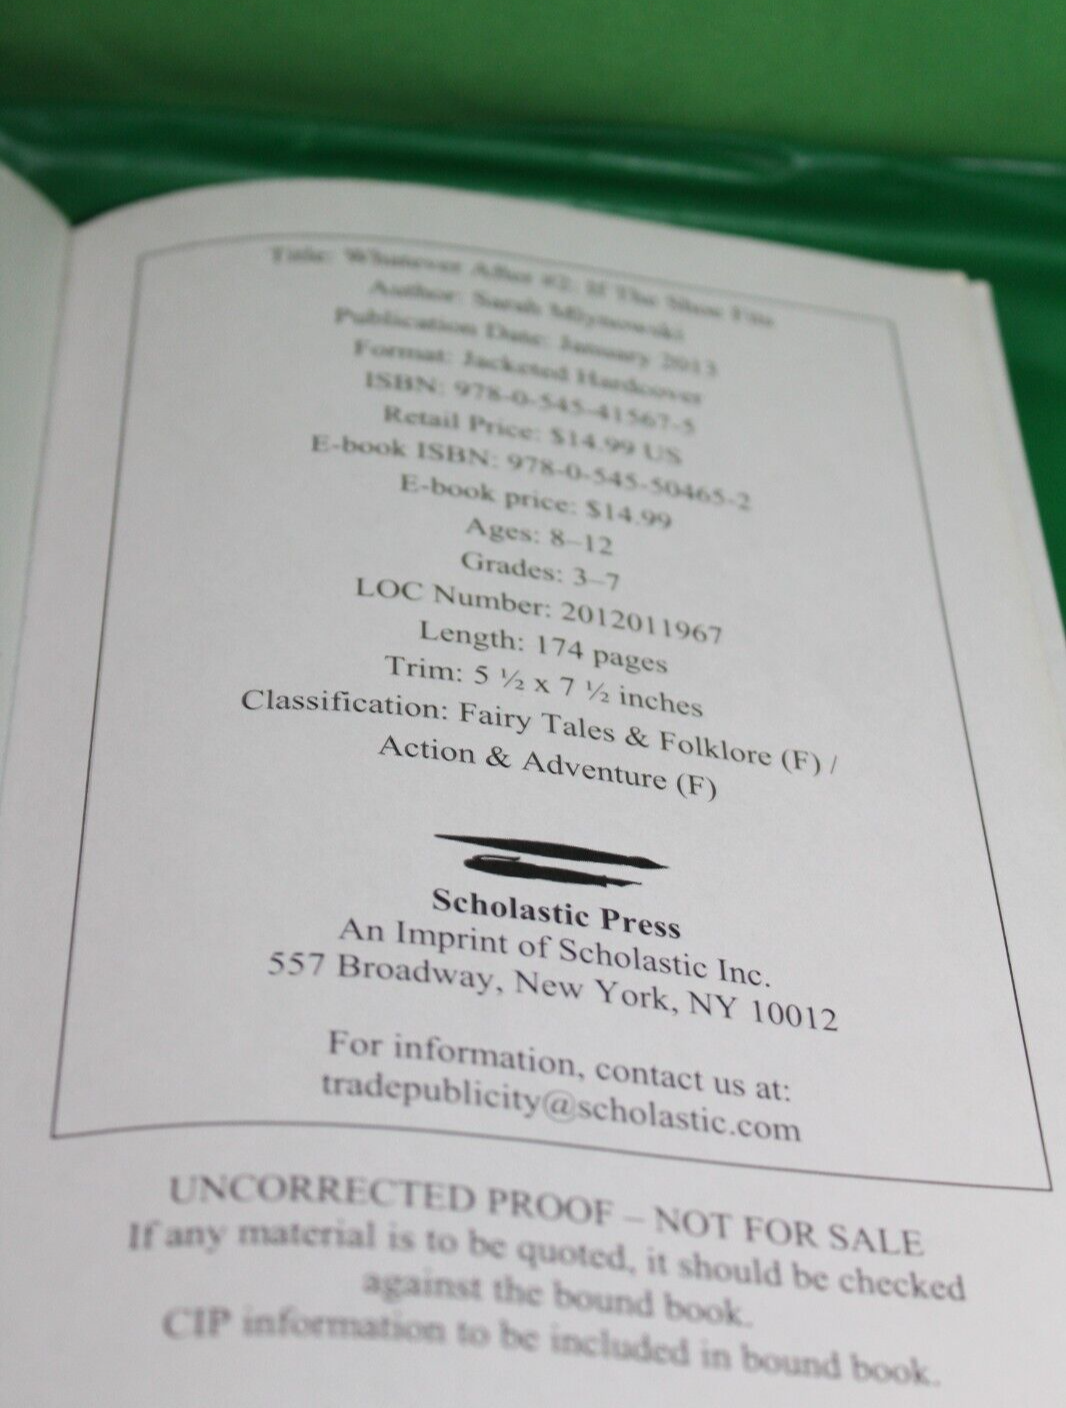 Title: Whatever After #2: If The Shoe Fits
Author: Sarah Mlynowski
Publication Date: January 2013
Format: Jacketed Hardcover
ISBN: 978-0-545-41567-5
Retail Price: $14.99 US
E-book ISBN: 978-0-545-50465-2
E-book price: $14.99
Ages: 8–12
Grades: 3–7
LOC Number: 2012011967
Length: 174 pages
Trim: 5 ½ x 7 ½ inches
Classification: Fairy Tales & Folklore (F) /
Action & Adventure (F)
Scholastic Press
An Imprint of Scholastic Inc.
557 Broadway, New York, NY 10012
For information, contact us at:
tradepublicity@scholastic.com
UNCORRECTED PROOF – NOT FOR SALE
If any material is to be quoted, it should be checked
against the bound book.
CIP information to be included in bound book.